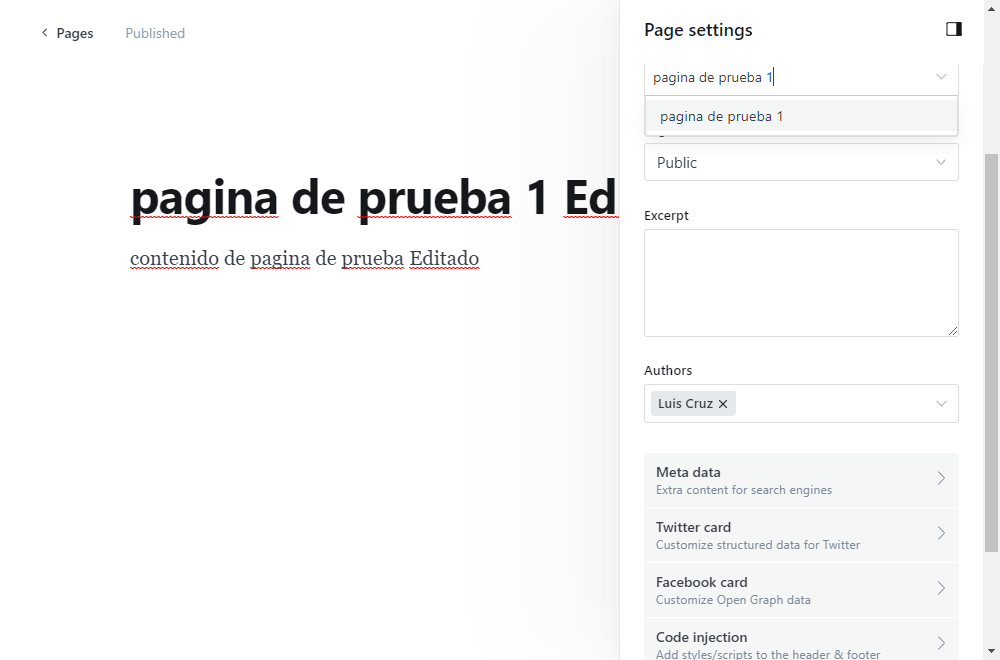 Pages Published
Page settings
pagina de prueba 1
pagina de prueba 1
Public
pagina de prueba 1 Ed
contenido de pagina de prueba Editado
Excerpt
Authors
Luis Cruz
Meta data
Extra content for search engines
Twitter card
Customize structured data for Twitter
Facebook card
Customize Open Graph data
Code injection
Add styles/scripts to the header & footer